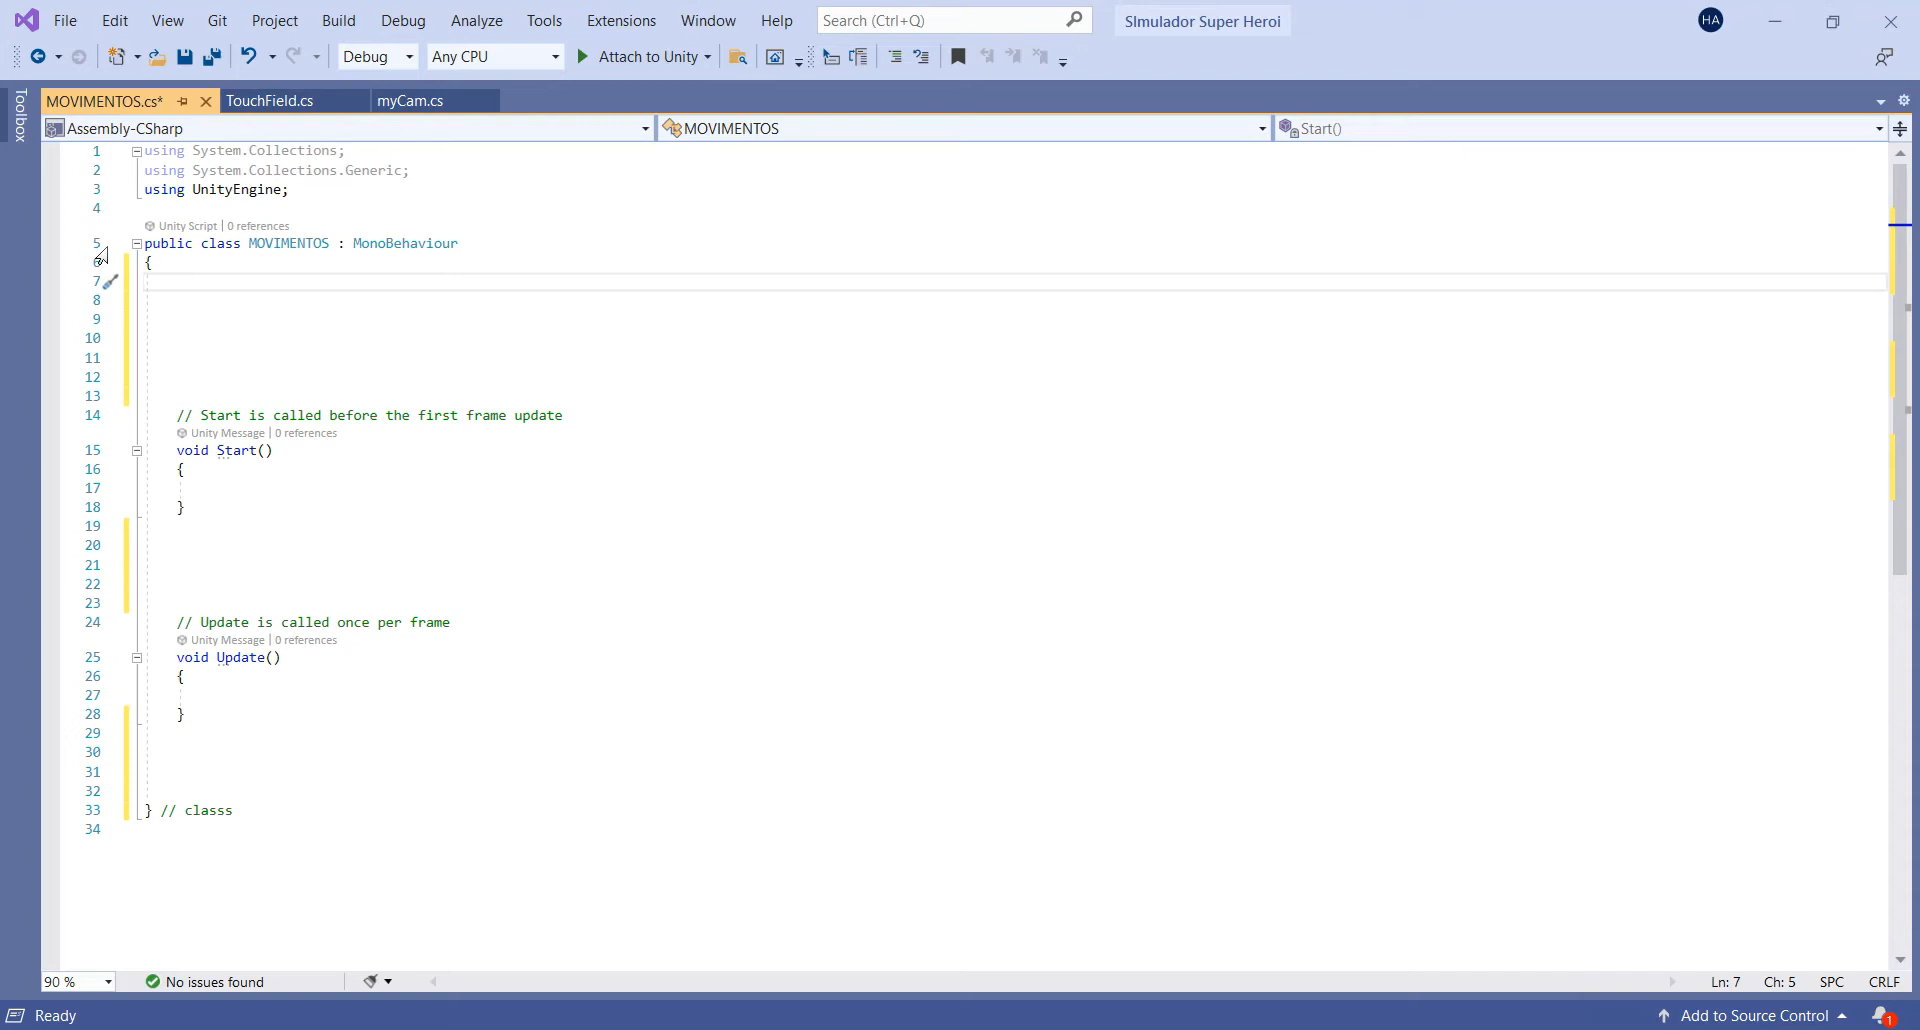 File Edit View Git Project Build Debug Analyze Tools Extensions Window Help Search (Ctrl+Q) SImulador Super Heroi HA
Debug Any CPU Attach to Unity
Toolbox
MOVIMENTOS.cs* TouchField.cs myCam.cs
Assembly-CSharp MOVIMENTOS Start()
1 using System.Collections;
2 using System.Collections.Generic;
3 using UnityEngine;
4
Unity Script | 0 references
5 public class MOVIMENTOS : MonoBehaviour
6 {
7
8
9
10
11
12
13
14 // Start is called before the first frame update
Unity Message | 0 references
15 void Start()
16 {
17
18 }
19
20
21
22
23
24 // Update is called once per frame
Unity Message | 0 references
25 void Update()
26 {
27
28 }
29
30
31
32
33 } // classs
34
90 % No issues found Ln: 7 Ch: 5 SPC CRLF
Ready Add to Source Control 1